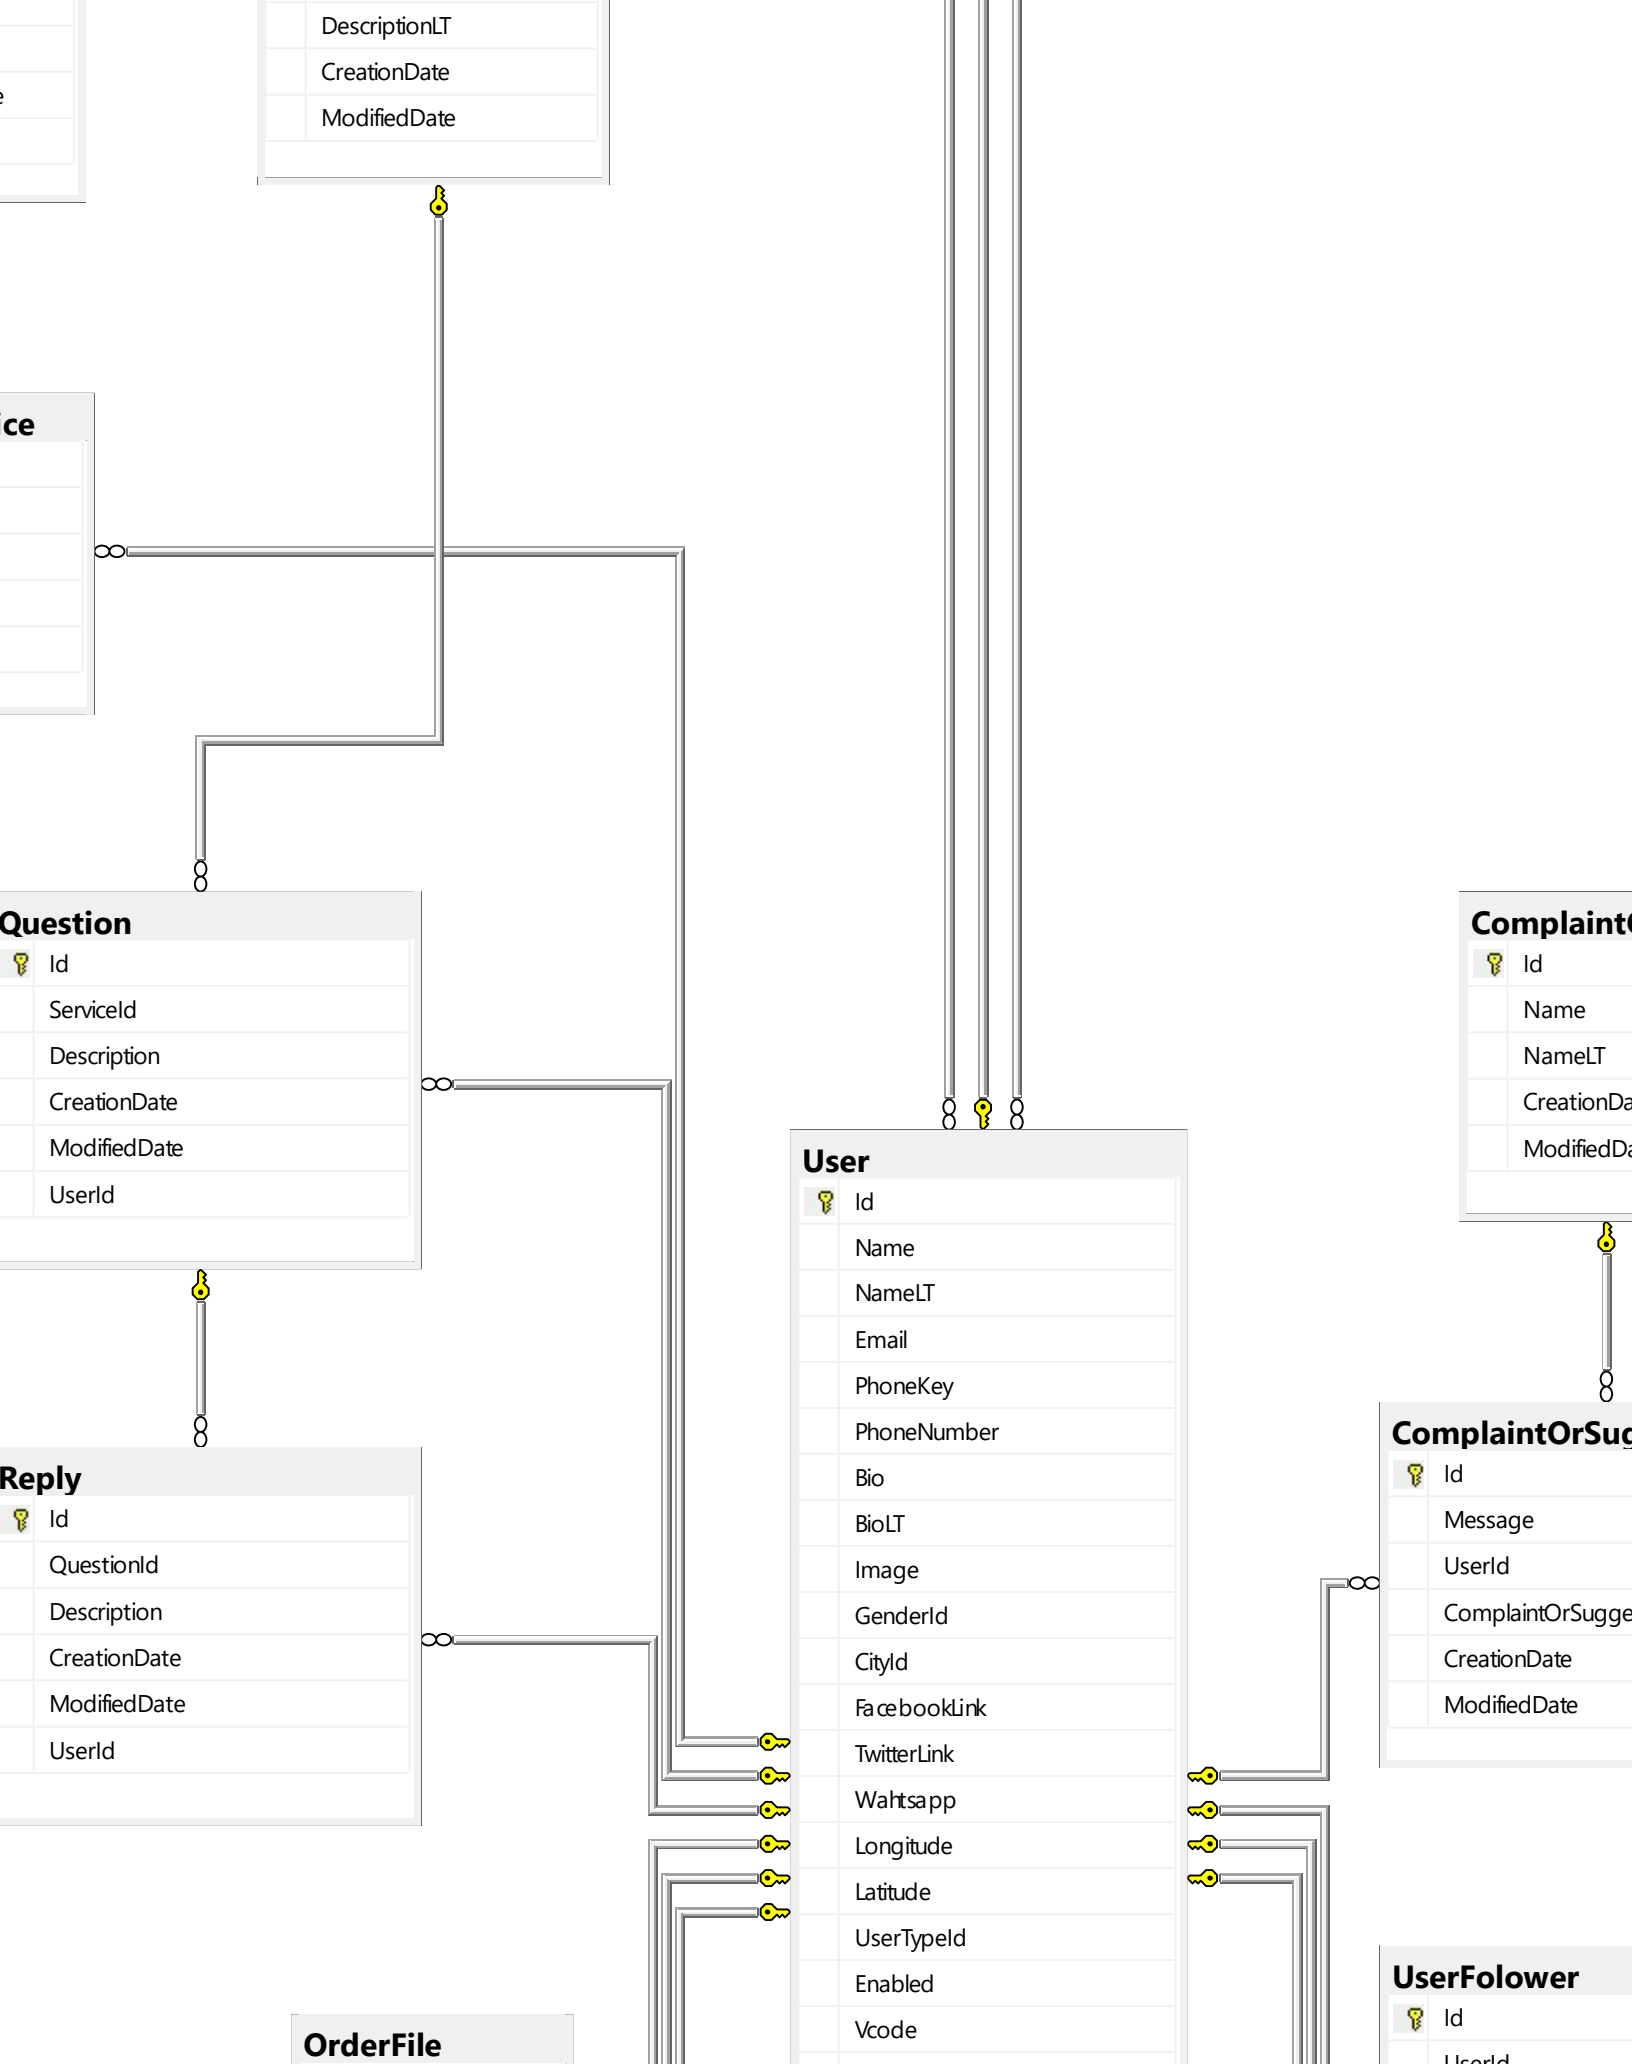 DescriptionLT
CreationDate
ModifiedDate
Question
Id
ServiceId
Description
CreationDate
ModifiedDate
UserId
Reply
Id
QuestionId
Description
CreationDate
ModifiedDate
UserId
OrderFile
User
Id
Name
NameLT
Email
PhoneKey
PhoneNumber
Bio
BioLT
Image
GenderId
CityId
FacebookLink
TwitterLink
Wahtsapp
Longitude
Latitude
UserTypeId
Enabled
Vcode
Id
Name
NameLT
Id
Message
UserId
CreationDate
ModifiedDate
UserFolower
Id
UserId